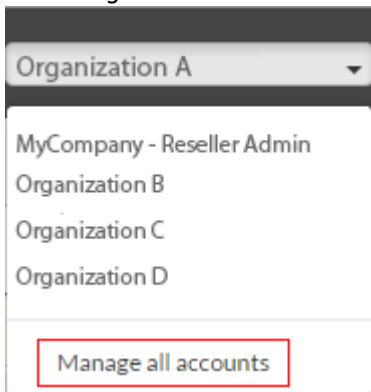 Organization A
MyCompany - Reseller Admin
Organization B
Organization C
Organization D
Manage all accounts